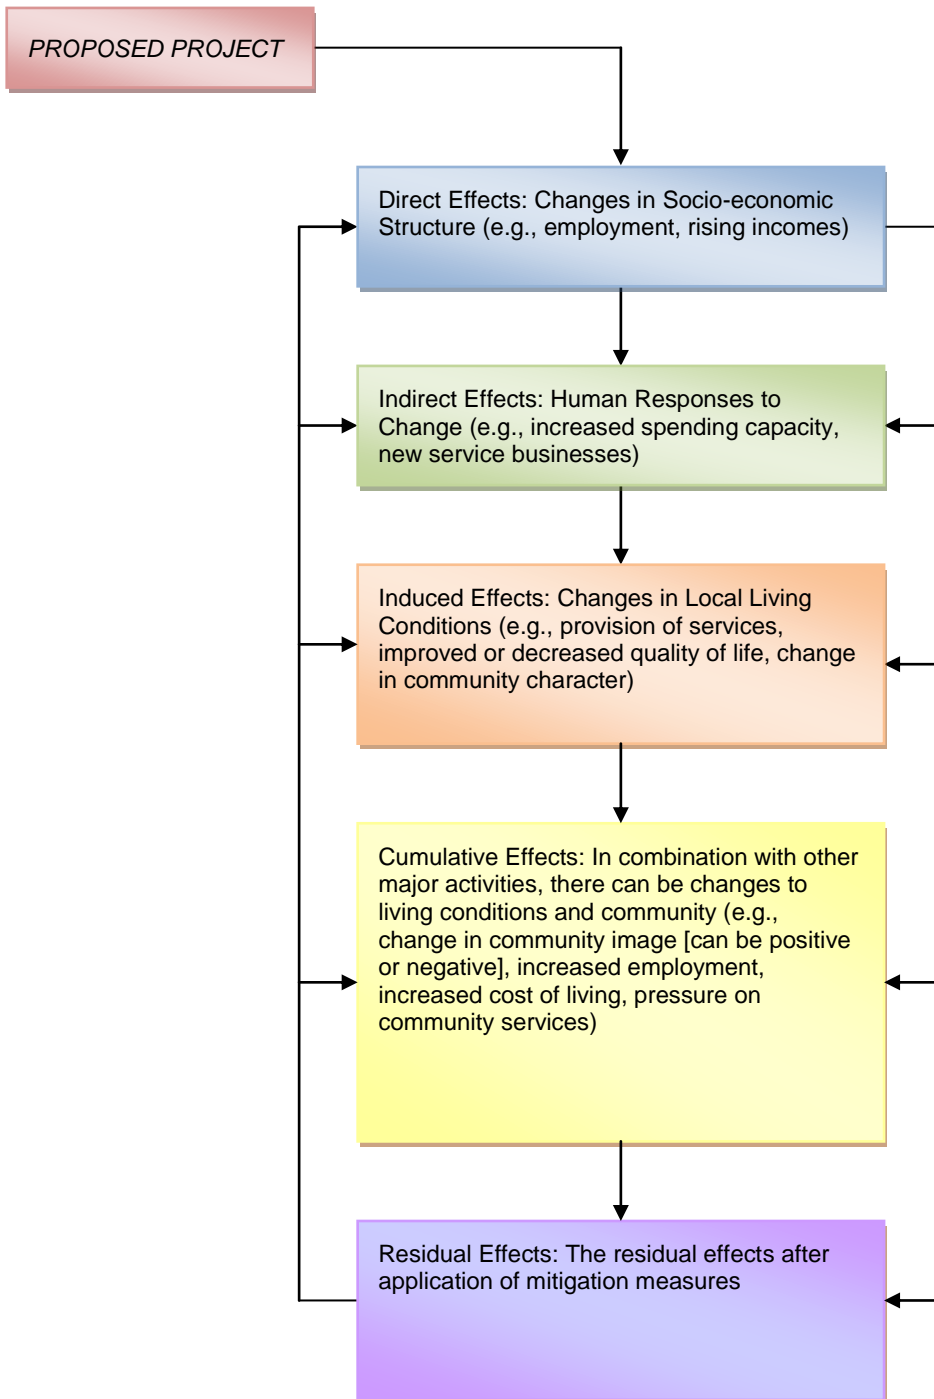 PROPOSED PROJECT
Direct Effects: Changes in Socio-economic
Structure (e.g., employment, rising incomes)
Indirect Effects: Human Responses to
Change (e.g., increased spending capacity,
new service businesses)
Induced Effects: Changes in Local Living
Conditions (e.g., provision of services,
improved or decreased quality of life, change
in community character)
Cumulative Effects: In combination with other
major activities, there can be changes to
living conditions and community (e.g.,
change in community image [can be positive
or negative], increased employment,
increased cost of living, pressure on
community services)
Residual Effects: The residual effects after
application of mitigation measures